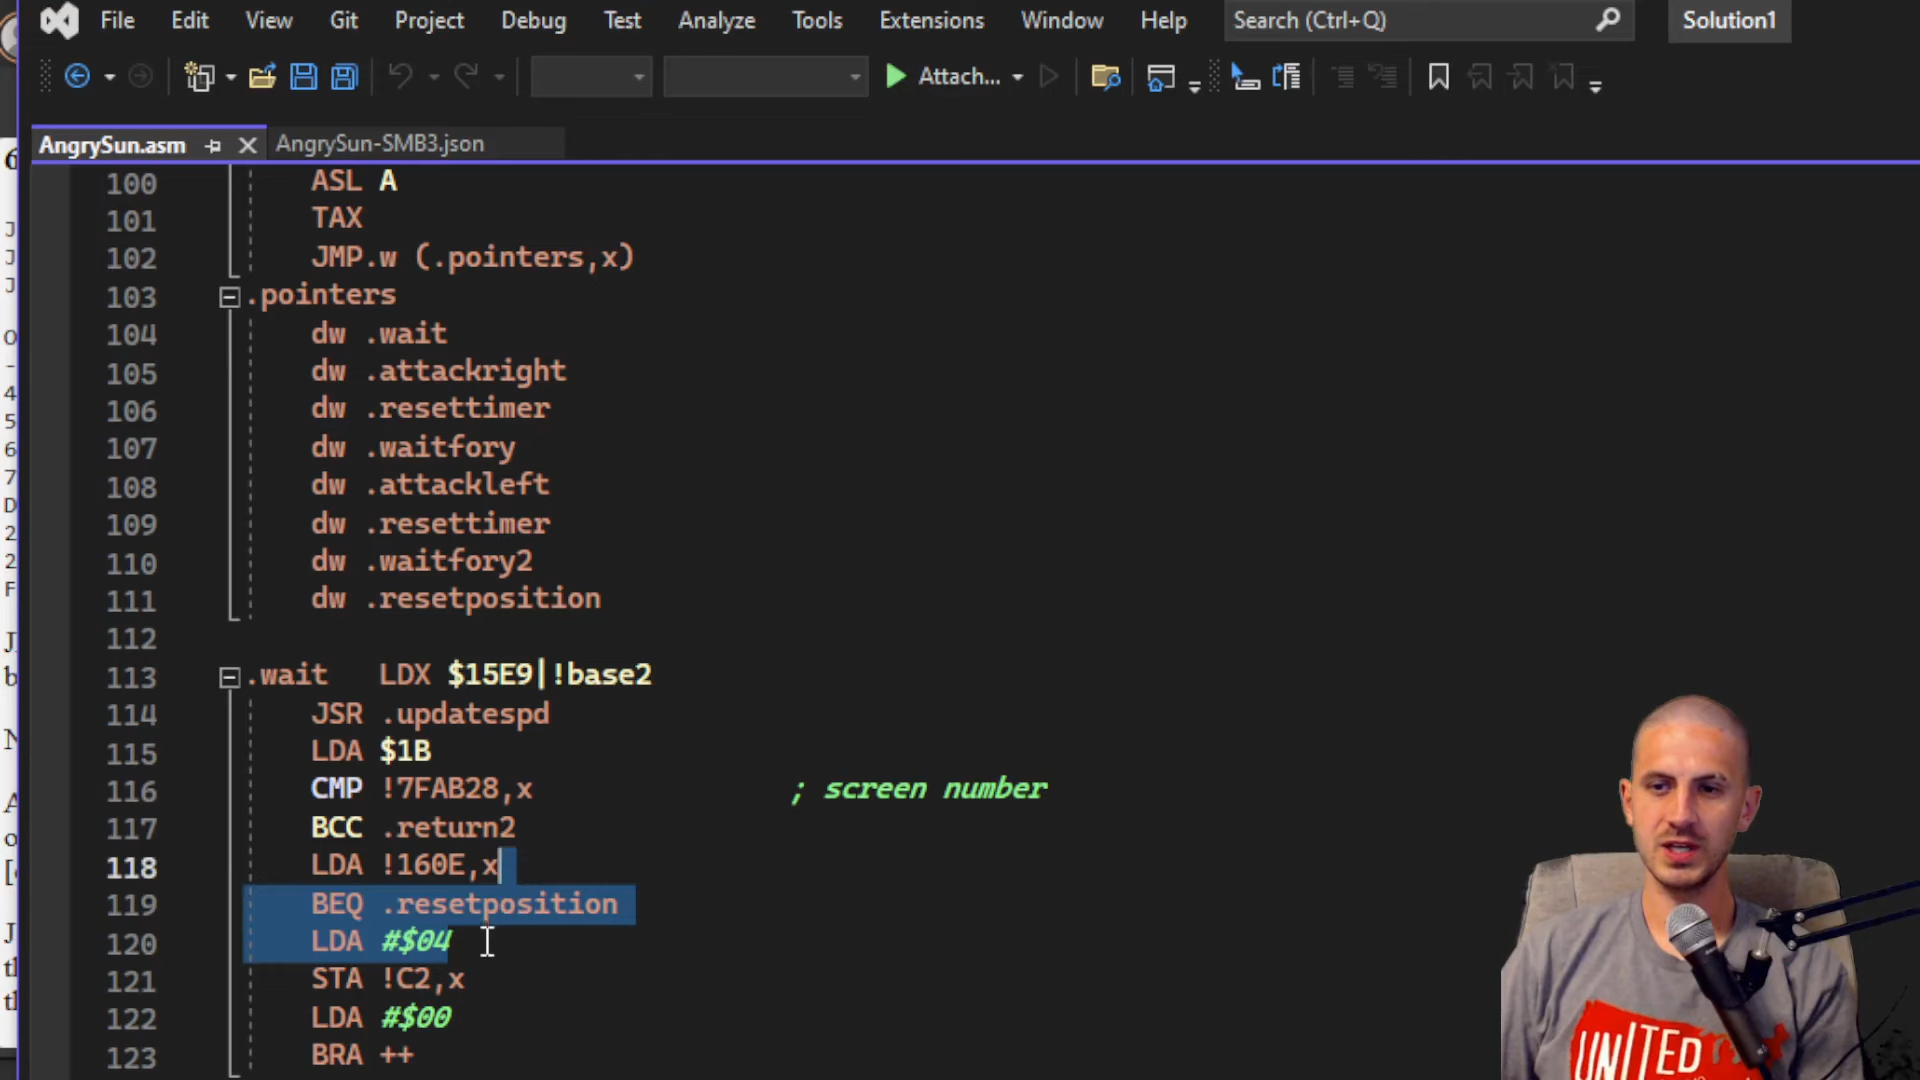 File Edit View Git Project Debug Test Analyze Tools Extensions Window Help Search (Ctrl+Q) Solution1
Attach...
AngrySun.asm AngrySun-SMB3.json
100 ASL A
101 TAX
102 JMP.w (.pointers,x)
103 .pointers
104 dw .wait
105 dw .attackright
106 dw .resettimer
107 dw .waitfory
108 dw .attackleft
109 dw .resettimer
110 dw .waitfory2
111 dw .resetposition
112
113 .wait LDX $15E9|!base2
114 JSR .updatespd
115 LDA $1B
116 CMP !7FAB28,x ; screen number
117 BCC .return2
118 LDA !160E,x
119 BEQ .resetposition
120 LDA #$04
121 STA !C2,x
122 LDA #$00
123 BRA ++
UNITED